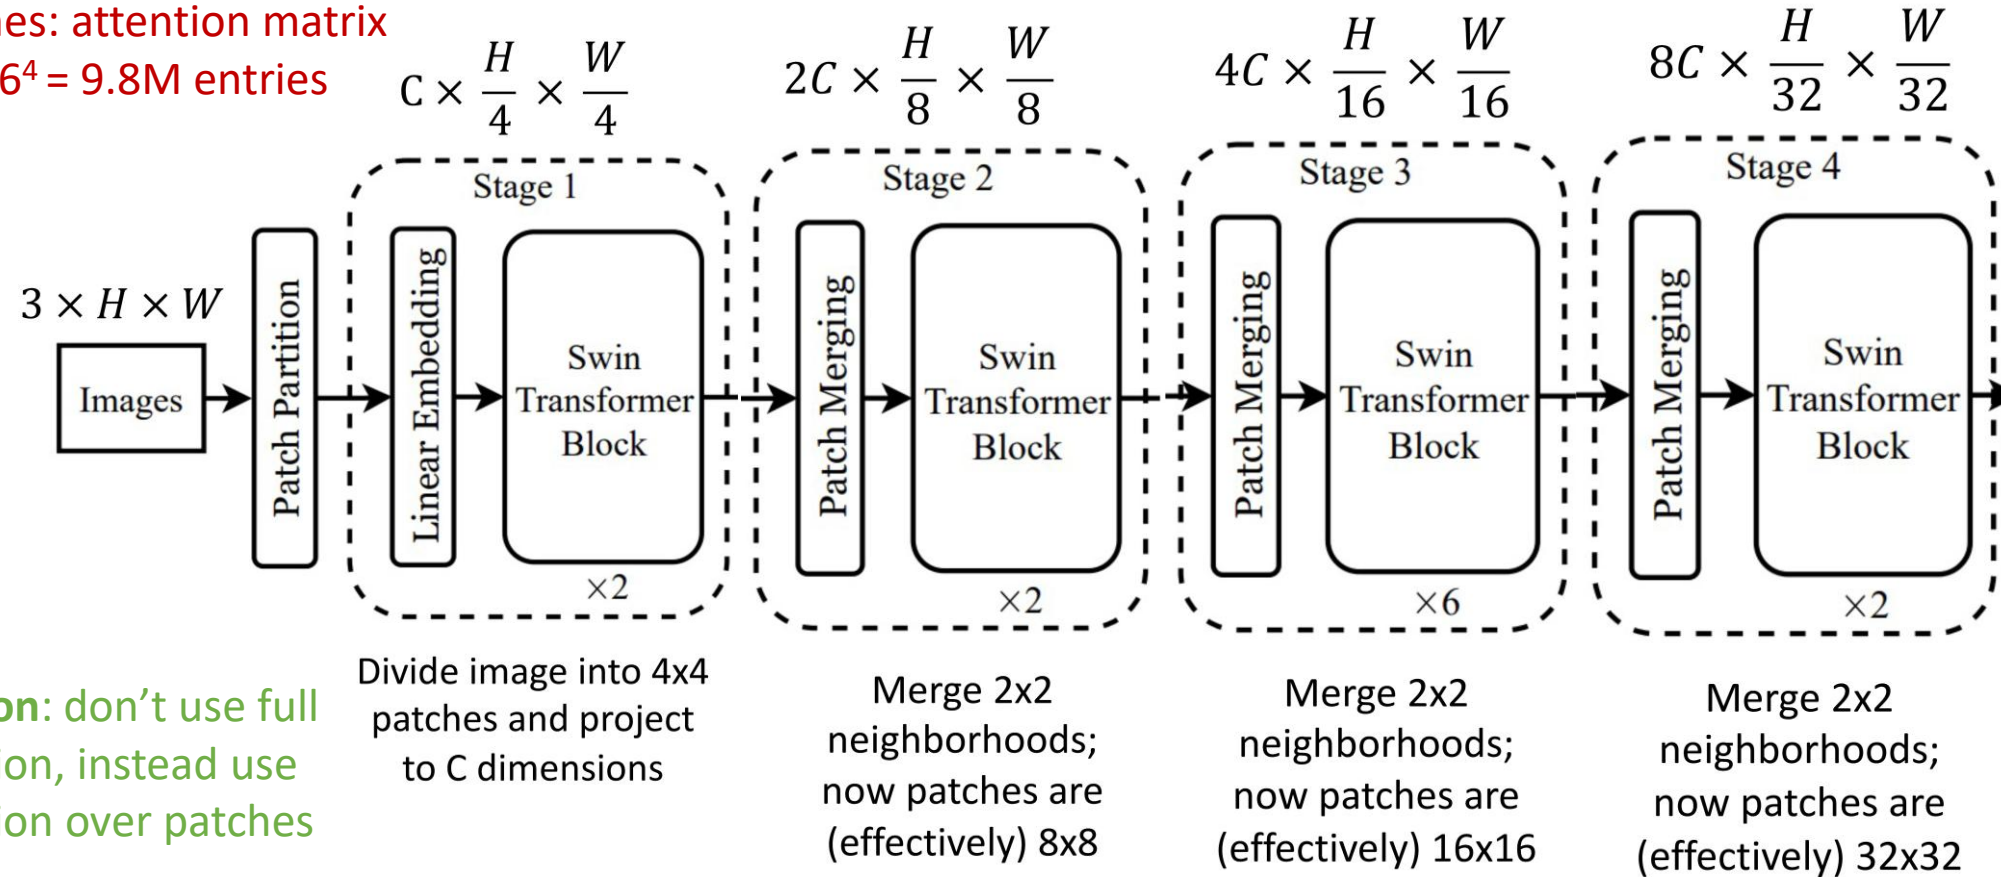 nes: attention matrix
6⁴ = 9.8M entries
C × H/4 × W/4
2C × H/8 × W/8
4C × H/16 × W/16
8C × H/32 × W/32
3 × H × W
Images
Patch Partition
Stage 1
Linear Embedding
Swin
Transformer
Block
×2
Divide image into 4x4
patches and project
to C dimensions
Stage 2
Patch Merging
Swin
Transformer
Block
×2
Merge 2x2
neighborhoods;
now patches are
(effectively) 8x8
Stage 3
Patch Merging
Swin
Transformer
Block
×6
Merge 2x2
neighborhoods;
now patches are
(effectively) 16x16
Stage 4
Patch Merging
Swin
Transformer
Block
×2
Merge 2x2
neighborhoods;
now patches are
(effectively) 32x32
on: don’t use full
ion, instead use
ion over patches